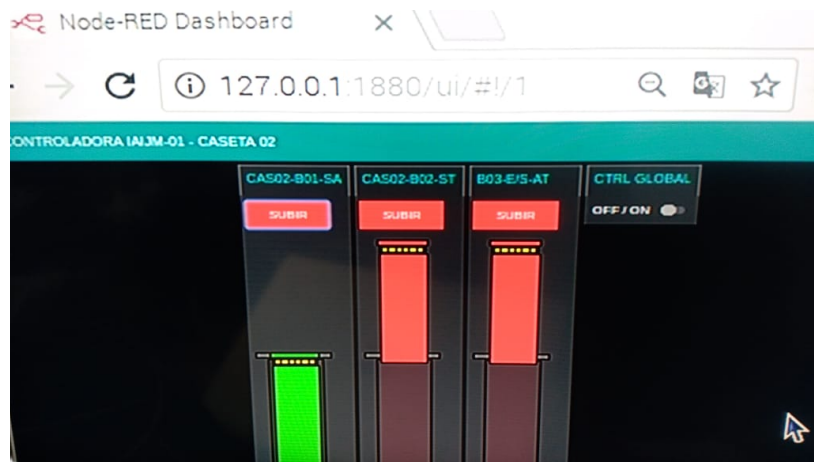 Node-RED Dashboard
127.0.0.1:1880/ui/#!/1
CONTROLADORA IAIJM-01 - CASETA 02
CAS02-B01-SA
CAS02-B02-ST
B03-E/S-AT
CTRL GLOBAL
SUBIR
SUBIR
SUBIR
OFF / ON